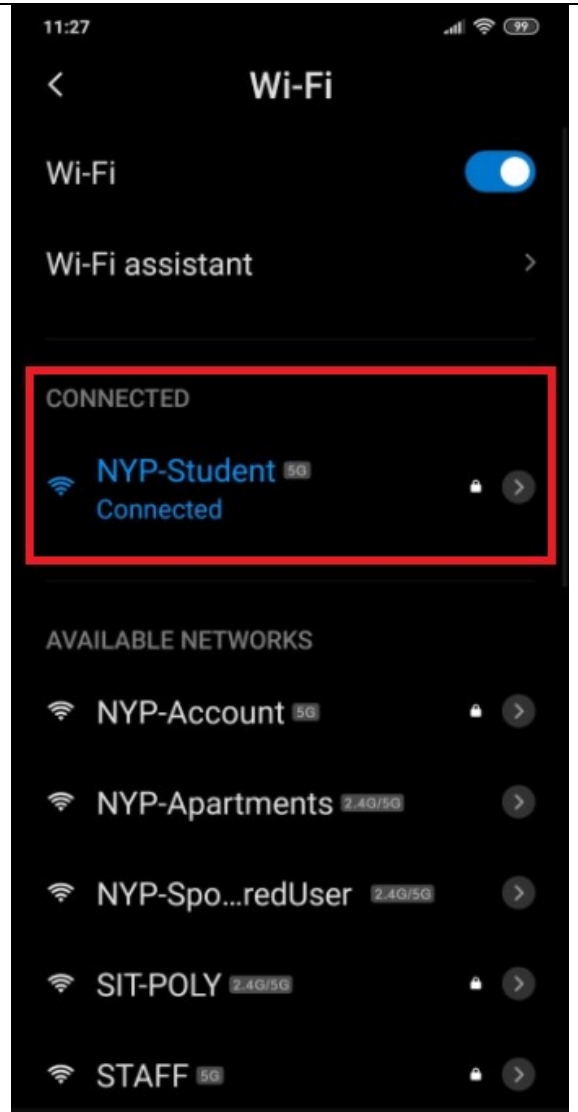 11:27 99
Wi-Fi
Wi-Fi
Wi-Fi assistant
CONNECTED
NYP-Student 5G
Connected
AVAILABLE NETWORKS
NYP-Account 5G
NYP-Apartments 2.4G/5G
NYP-Spo...redUser 2.4G/5G
SIT-POLY 2.4G/5G
STAFF 5G